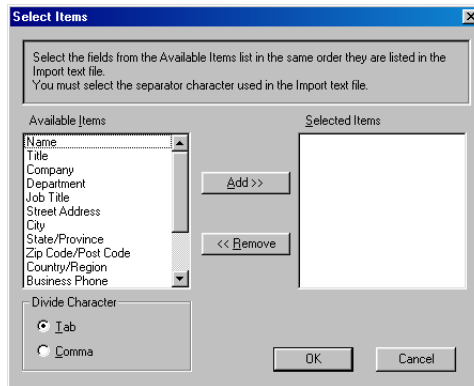 Select Items
Select the fields from the Available Items list in the same order they are listed in the
Import text file.
You must select the separator character used in the Import text file.
Available Items
Selected Items
Name
Title
Company
Department
Job Title
Street Address
City
State/Province
Zip Code/Post Code
Country/Region
Business Phone
Add >>
<< Remove
Divide Character
Tab
Comma
OK
Cancel